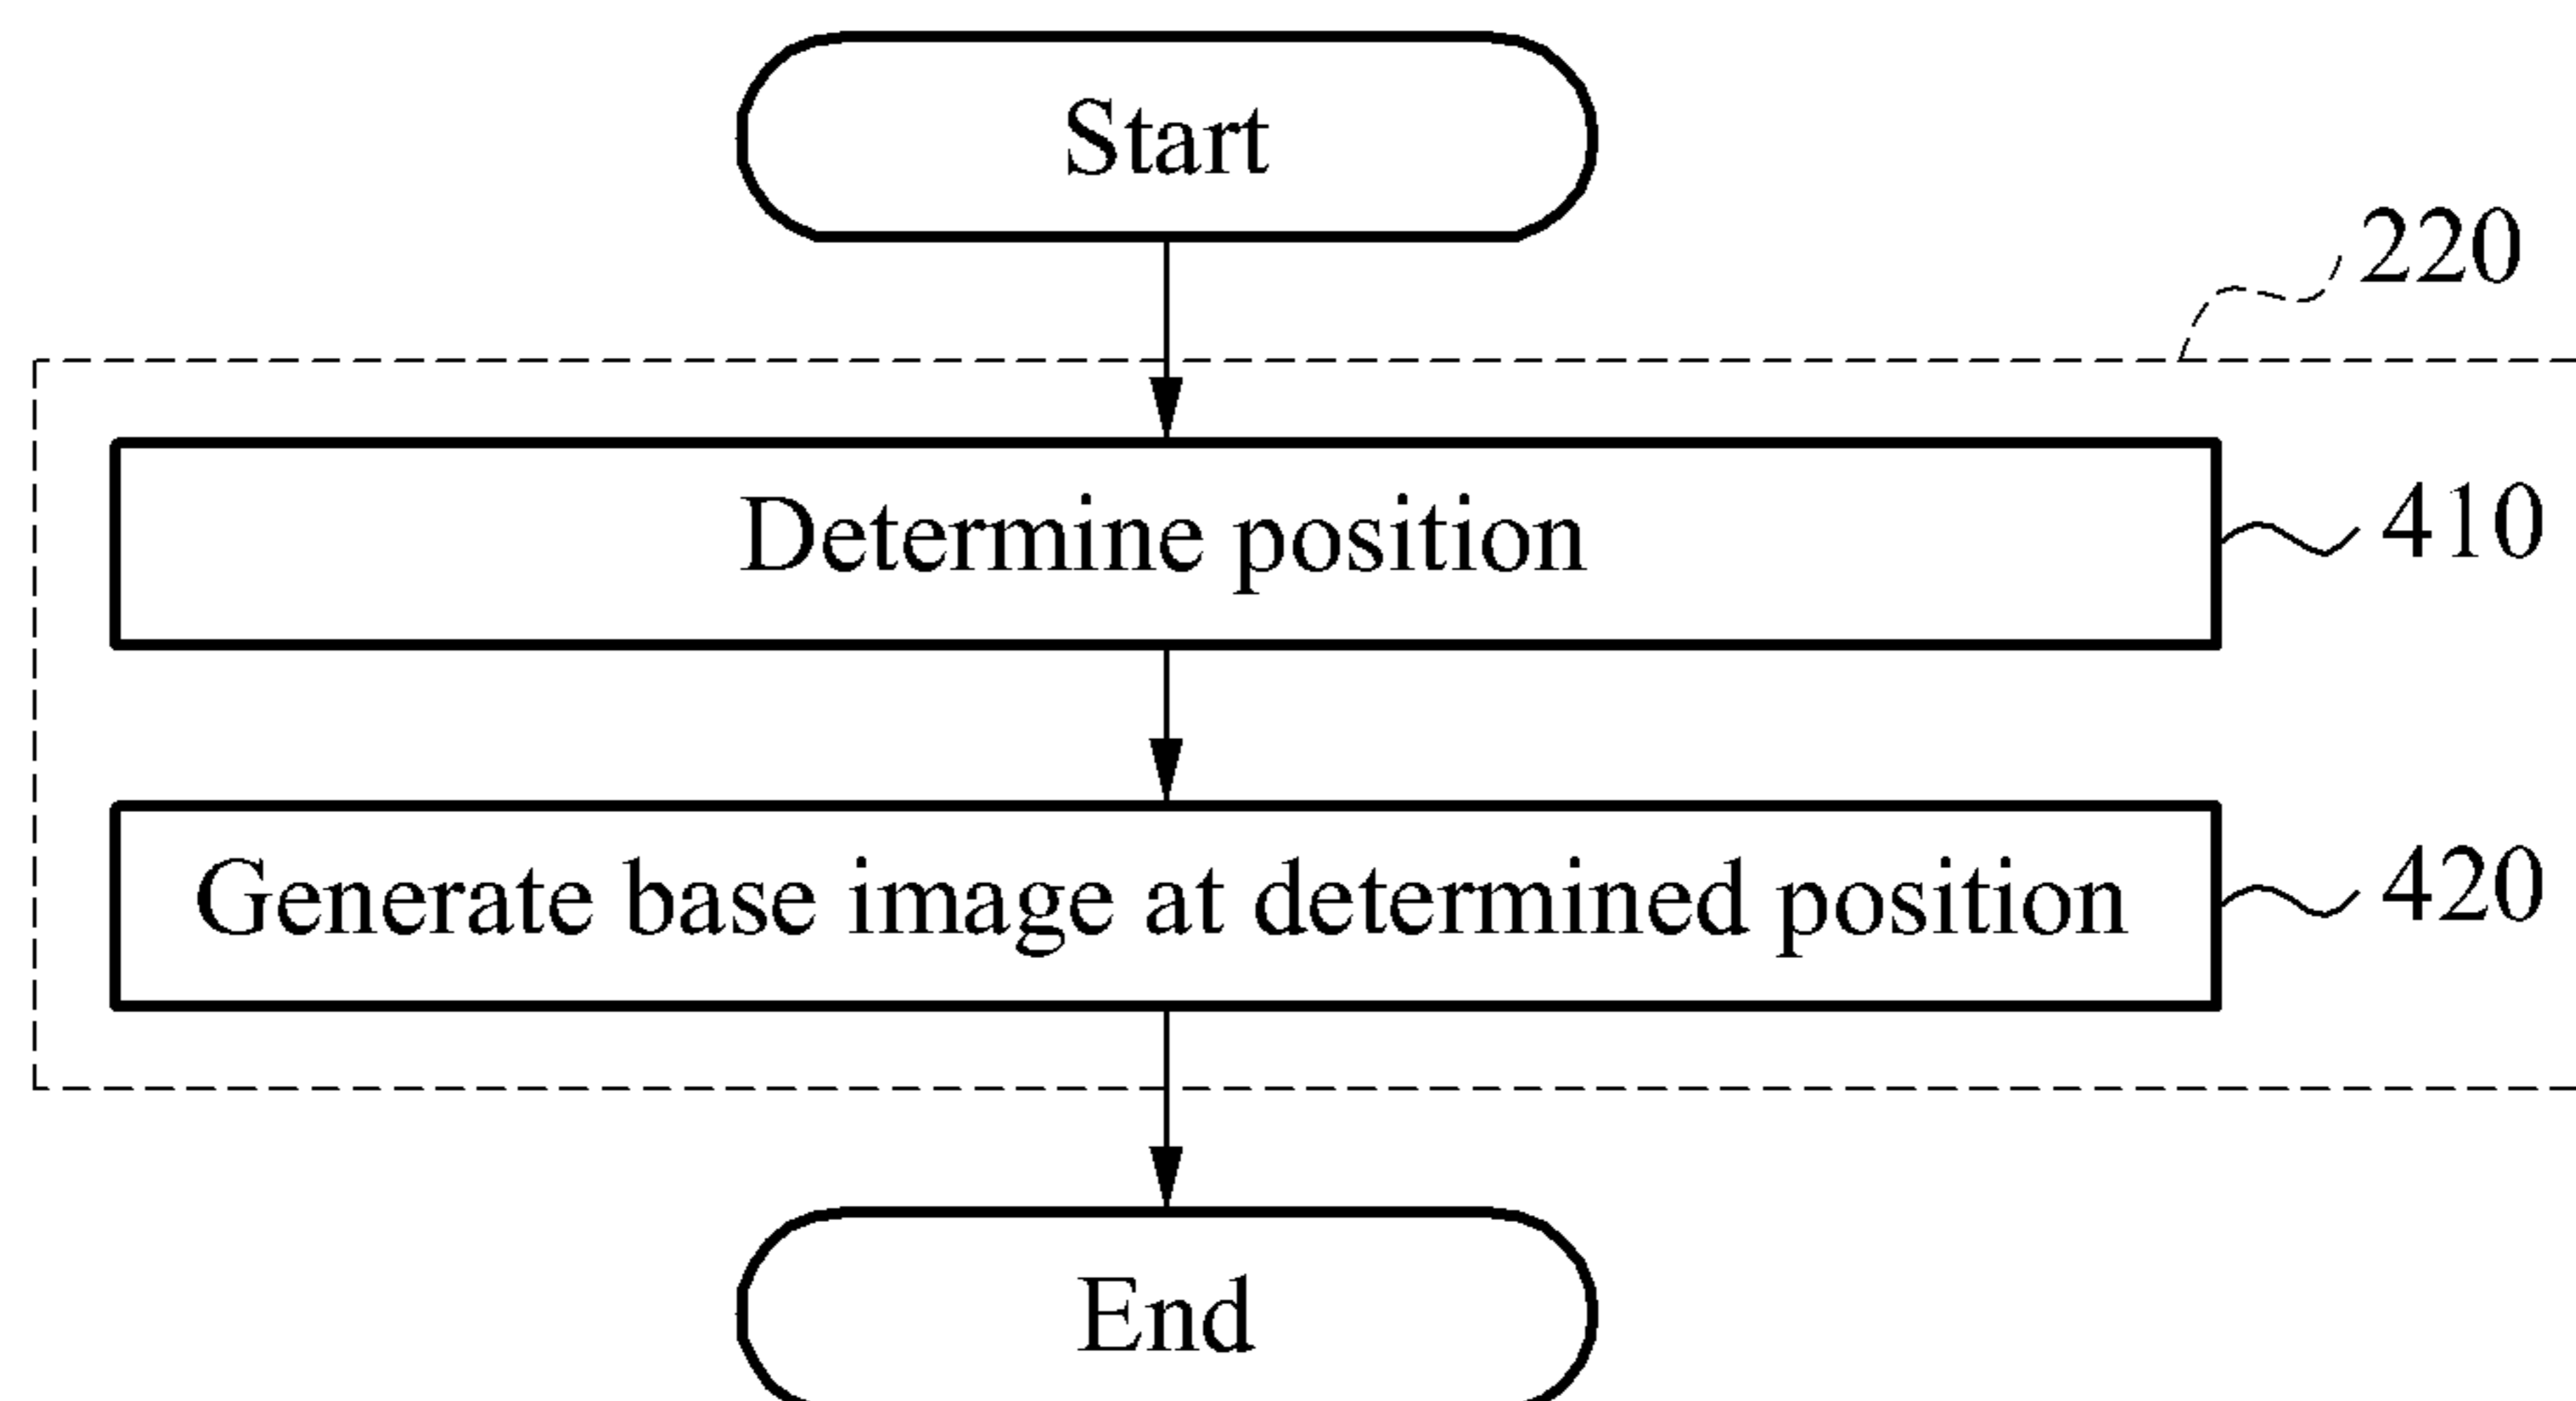 Start
220
Determine position
410
Generate base image at determined position
420
End